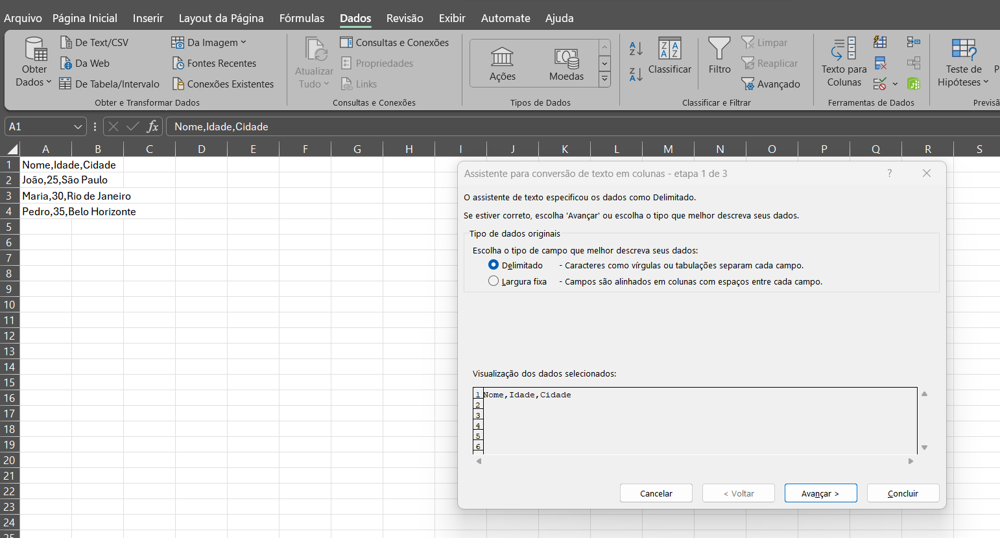 Arquivo Página Inicial Inserir Layout da Página Fórmulas Dados Revisão Exibir Automate Ajuda
Obter Dados
De Text/CSV
Da Web
De Tabela/Intervalo
Da Imagem
Fontes Recentes
Conexões Existentes
Obter e Transformar Dados
Atualizar Tudo
Consultas e Conexões
Propriedades
Links
Consultas e Conexões
Ações
Moedas
Tipos de Dados
Classificar
Filtro
Limpar
Reaplicar
Avançado
Classificar e Filtrar
Texto para Colunas
Ferramentas de Dados
Teste de Hipóteses
P
Previsã
A1
fx
Nome,Idade,Cidade
A B C D E F G H I J K L M N O P Q R S
1 Nome,Idade,Cidade
2 João,25,São Paulo
3 Maria,30,Rio de Janeiro
4 Pedro,35,Belo Horizonte
5
6
7
8
9
10
11
12
13
14
15
16
17
18
19
20
21
22
23
24
25
Assistente para conversão de texto em colunas - etapa 1 de 3 ?
O assistente de texto especificou os dados como Delimitado.
Se estiver correto, escolha 'Avançar' ou escolha o tipo que melhor descreva seus dados.
Tipo de dados originais
Escolha o tipo de campo que melhor descreva seus dados:
Delimitado - Caracteres como vírgulas ou tabulações separam cada campo.
Largura fixa - Campos são alinhados em colunas com espaços entre cada campo.
Visualização dos dados selecionados:
1 Nome,Idade,Cidade
2
3
4
5
6
Cancelar < Voltar Avançar > Concluir